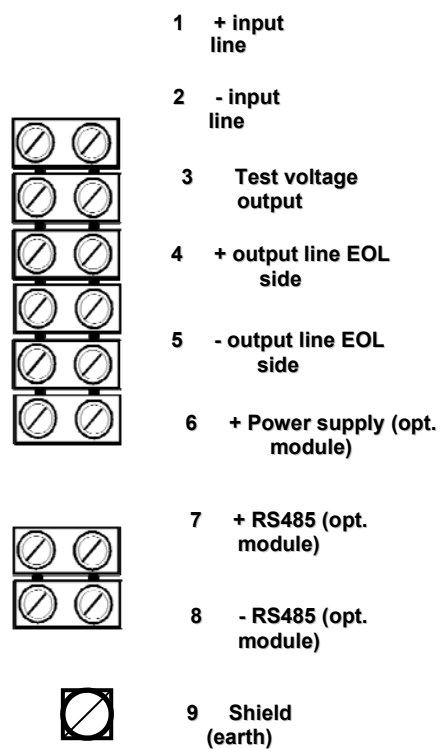 1 + input
line
2 - input
line
3 Test voltage
output
4 + output line EOL
side
5 - output line EOL
side
6 + Power supply (opt.
module)
7 + RS485 (opt.
module)
8 - RS485 (opt.
module)
9 Shield
(earth)